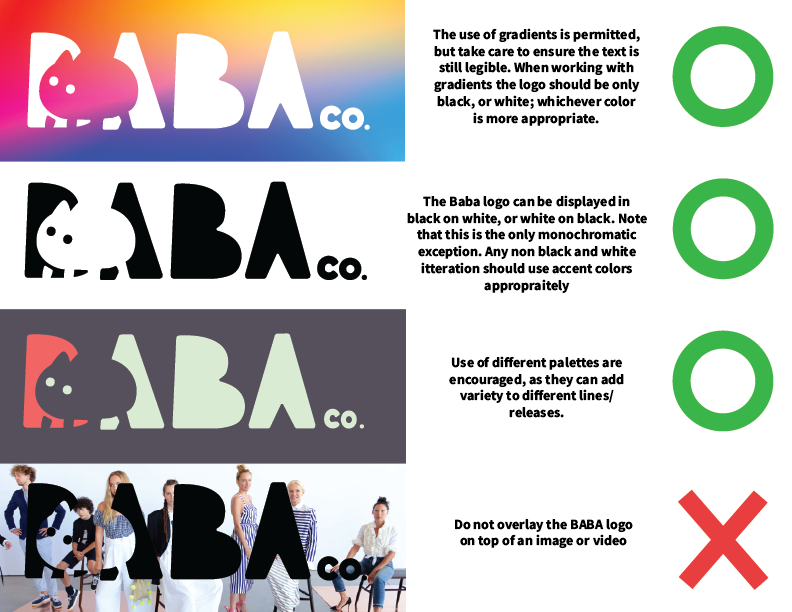 BABA co.
The use of gradients is permitted,
but take care to ensure the text is
still legible. When working with
gradients the logo should be only
black, or white; whichever color
is more appropriate.
BABA co.
The Baba logo can be displayed in
black on white, or white on black. Note
that this is the only monochromatic
exception. Any non black and white
itteration should use accent colors
appropraitely
BABA co.
Use of different palettes are
encouraged, as they can add
variety to different lines/
releases.
BABA co.
Do not overlay the BABA logo
on top of an image or video